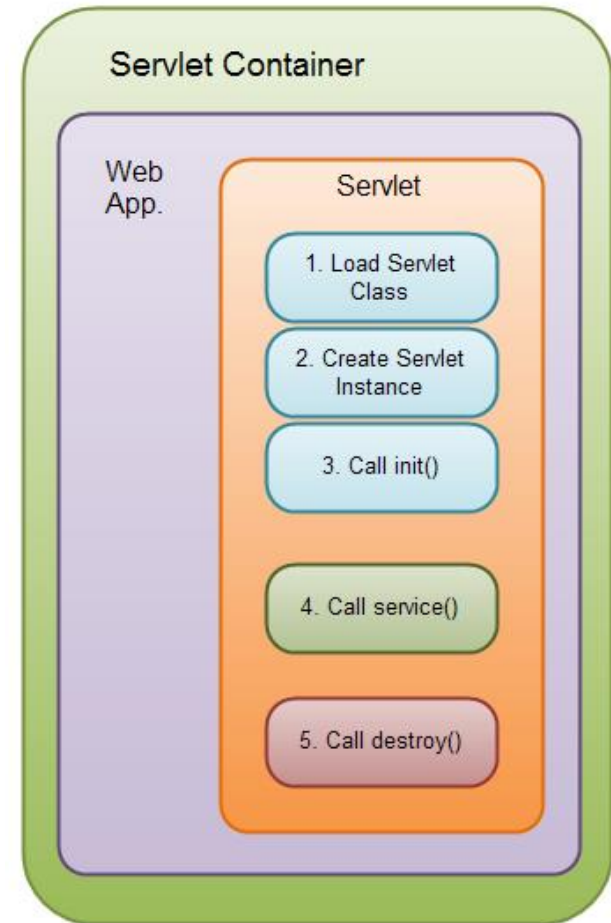 Servlet Container
Web
App.
Servlet
1. Load Servlet
Class
2. Create Servlet
Instance
3. Call init()
4. Call service()
5. Call destroy()